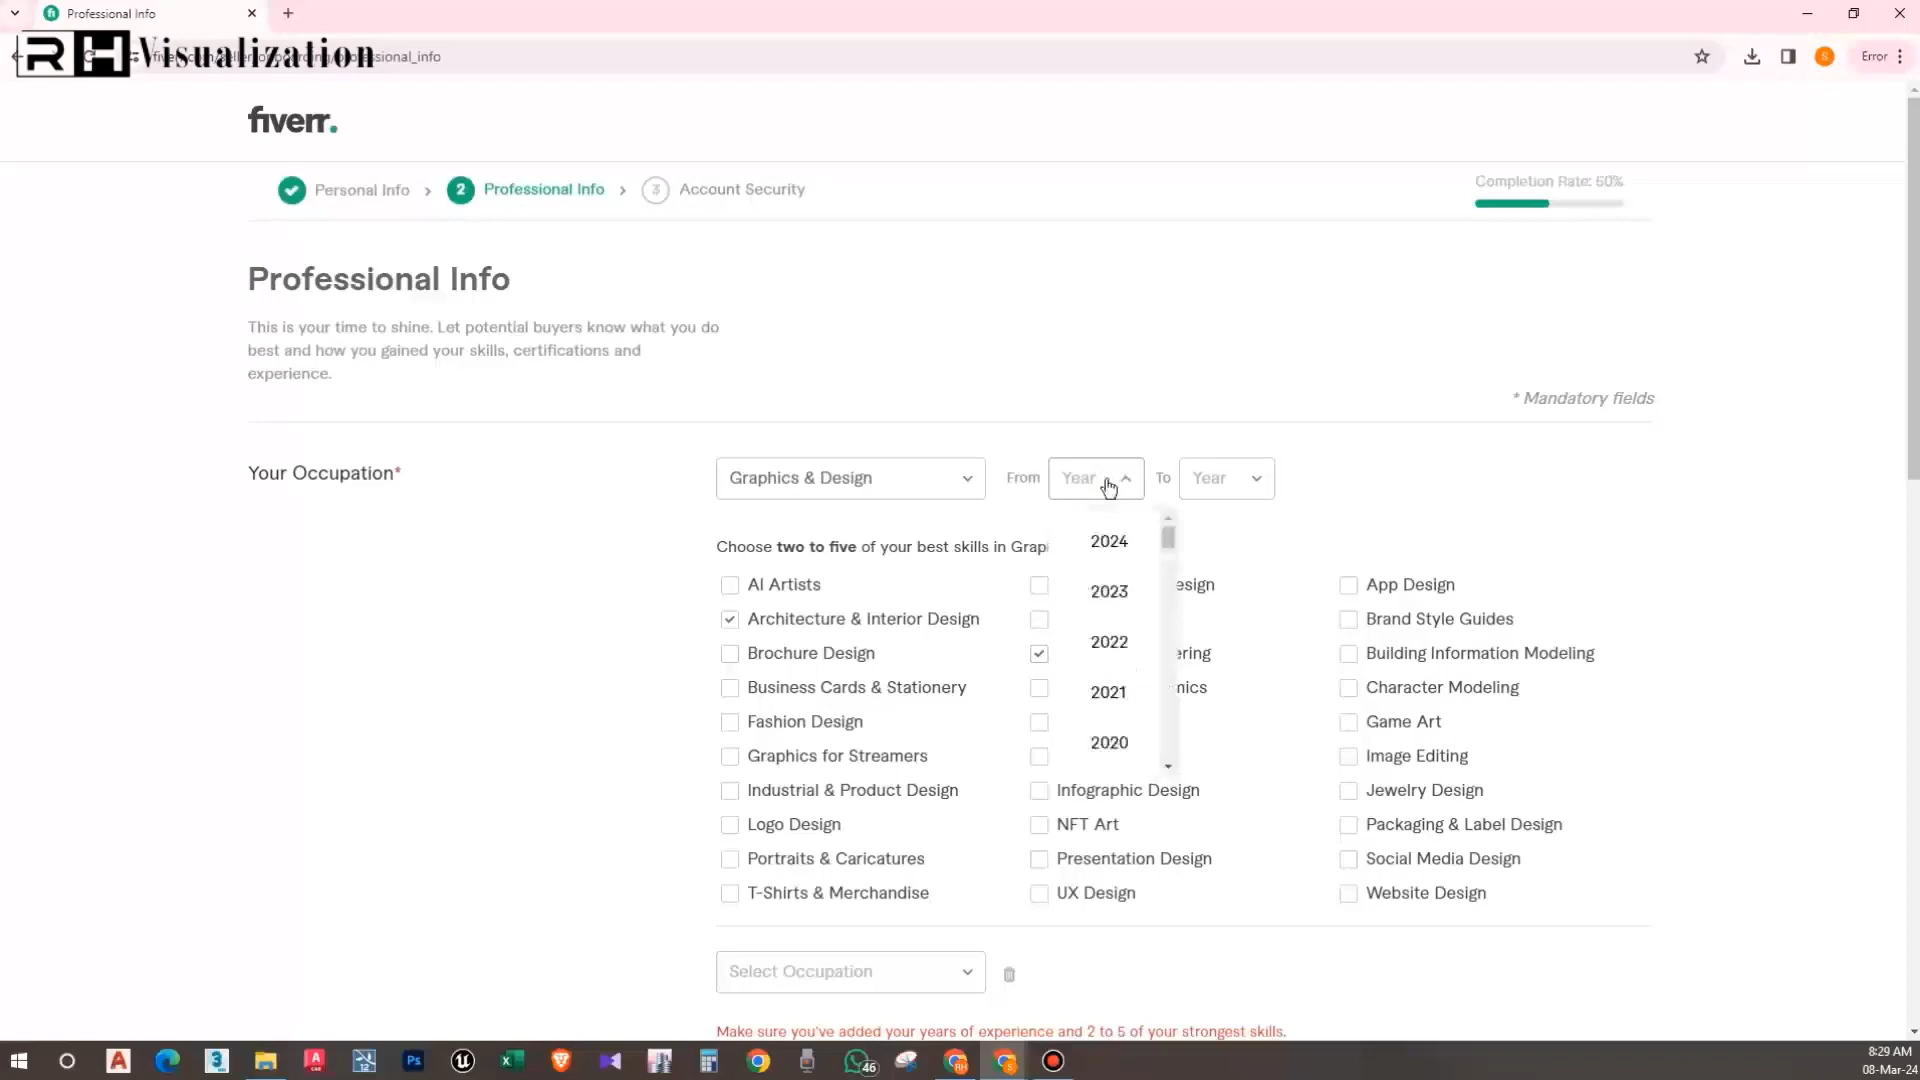 Professional Info
RH Visualization
professional_info
Error
fiverr.
Personal Info
2 Professional Info
3 Account Security
Completion Rate: 50%
Professional Info
This is your time to shine. Let potential buyers know what you do
best and how you gained your skills, certifications and
experience.
* Mandatory fields
Your Occupation*
Graphics & Design
From
Year
To
Year
Choose two to five of your best skills in Grap
2024
2023
2022
2021
2020
AI Artists
esign
App Design
Architecture & Interior Design
Brand Style Guides
Brochure Design
ering
Building Information Modeling
Business Cards & Stationery
mics
Character Modeling
Fashion Design
Game Art
Graphics for Streamers
Image Editing
Industrial & Product Design
Infographic Design
Jewelry Design
Logo Design
NFT Art
Packaging & Label Design
Portraits & Caricatures
Presentation Design
Social Media Design
T-Shirts & Merchandise
UX Design
Website Design
Select Occupation
Make sure you've added your years of experience and 2 to 5 of your strongest skills.
46
8:29 AM
08-Mar-24